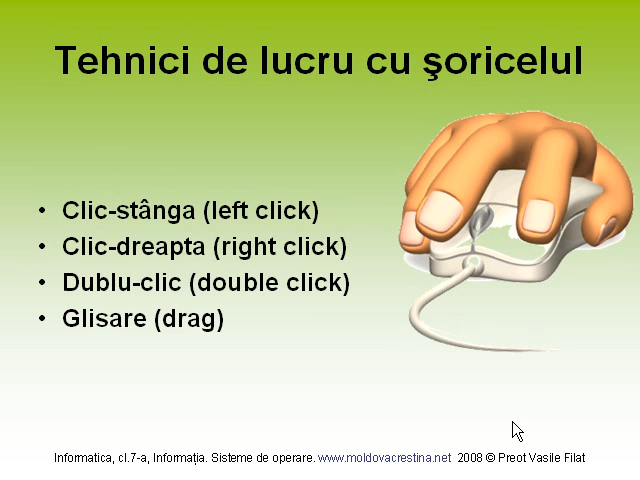 Tehnici de lucru cu şoricelul
• Clic-stânga (left click)
• Clic-dreapta (right click)
• Dublu-clic (double click)
• Glisare (drag)
Informatica, cl.7-a, Informaţia. Sisteme de operare. www.moldovacrestina.net 2008 © Preot Vasile Filat